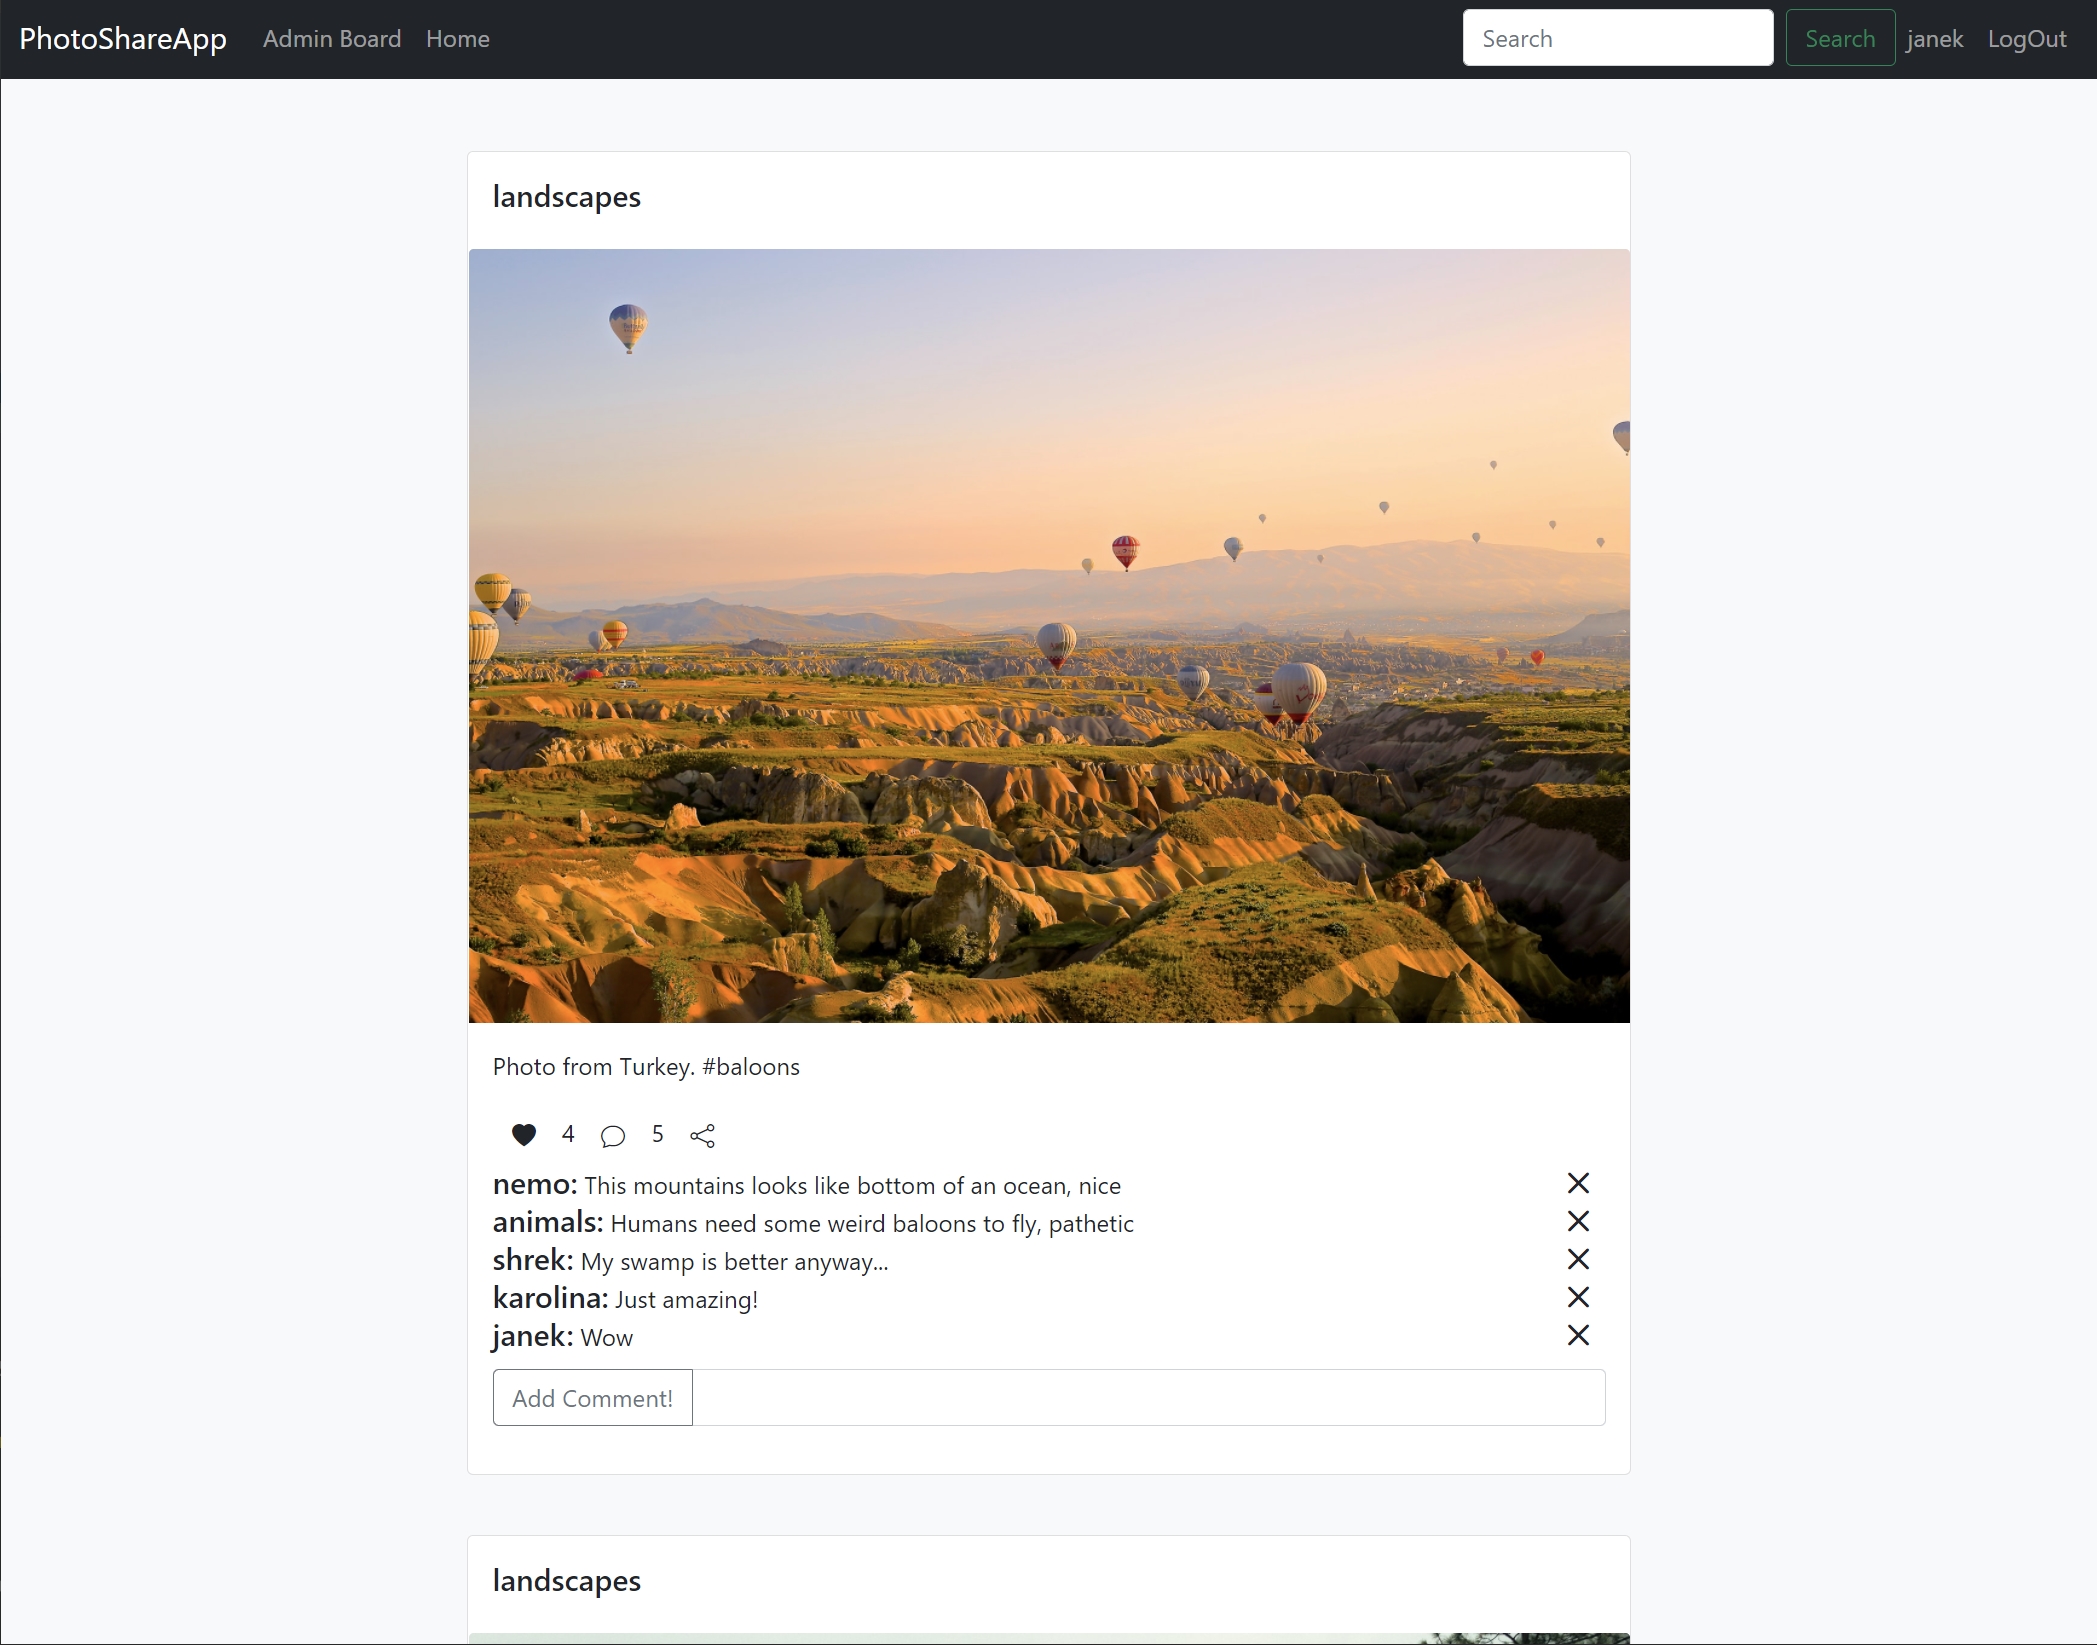 PhotoShareApp Admin Board Home Search Search janek LogOut
landscapes
Photo from Turkey. #baloons
4 5
nemo: This mountains looks like bottom of an ocean, nice
animals: Humans need some weird baloons to fly, pathetic
shrek: My swamp is better anyway...
karolina: Just amazing!
janek: Wow
Add Comment!
landscapes